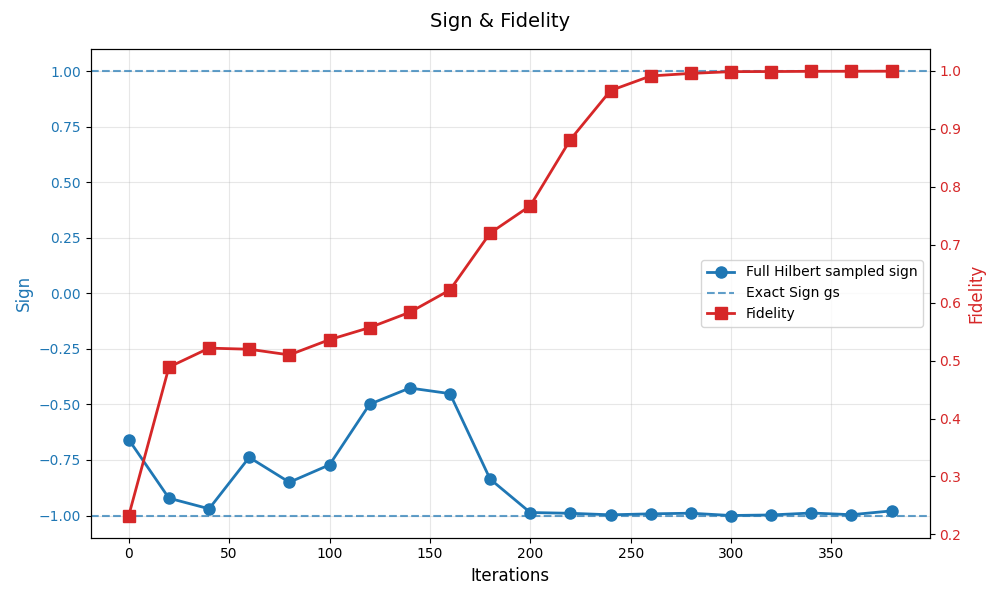 Sign & Fidelity
1.00
0.75
0.50
0.25
0.00
−0.25
−0.50
−0.75
−1.00
Sign
1.0
0.9
0.8
0.7
0.6
0.5
0.4
0.3
0.2
Fidelity
Full Hilbert sampled sign
Exact Sign gs
Fidelity
0 50 100 150 200 250 300 350
Iterations